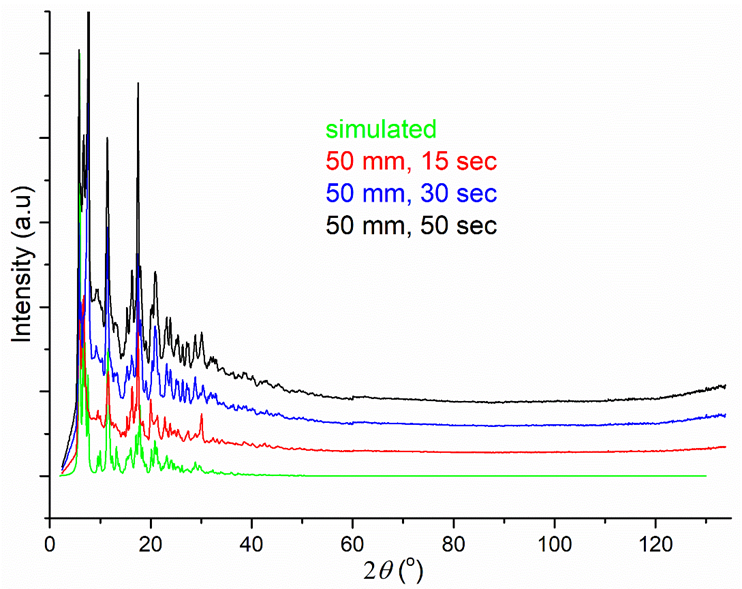 simulated
50 mm, 15 sec
50 mm, 30 sec
50 mm, 50 sec
Intensity (a.u)
0 20 40 60 80 100 120
2θ (°)